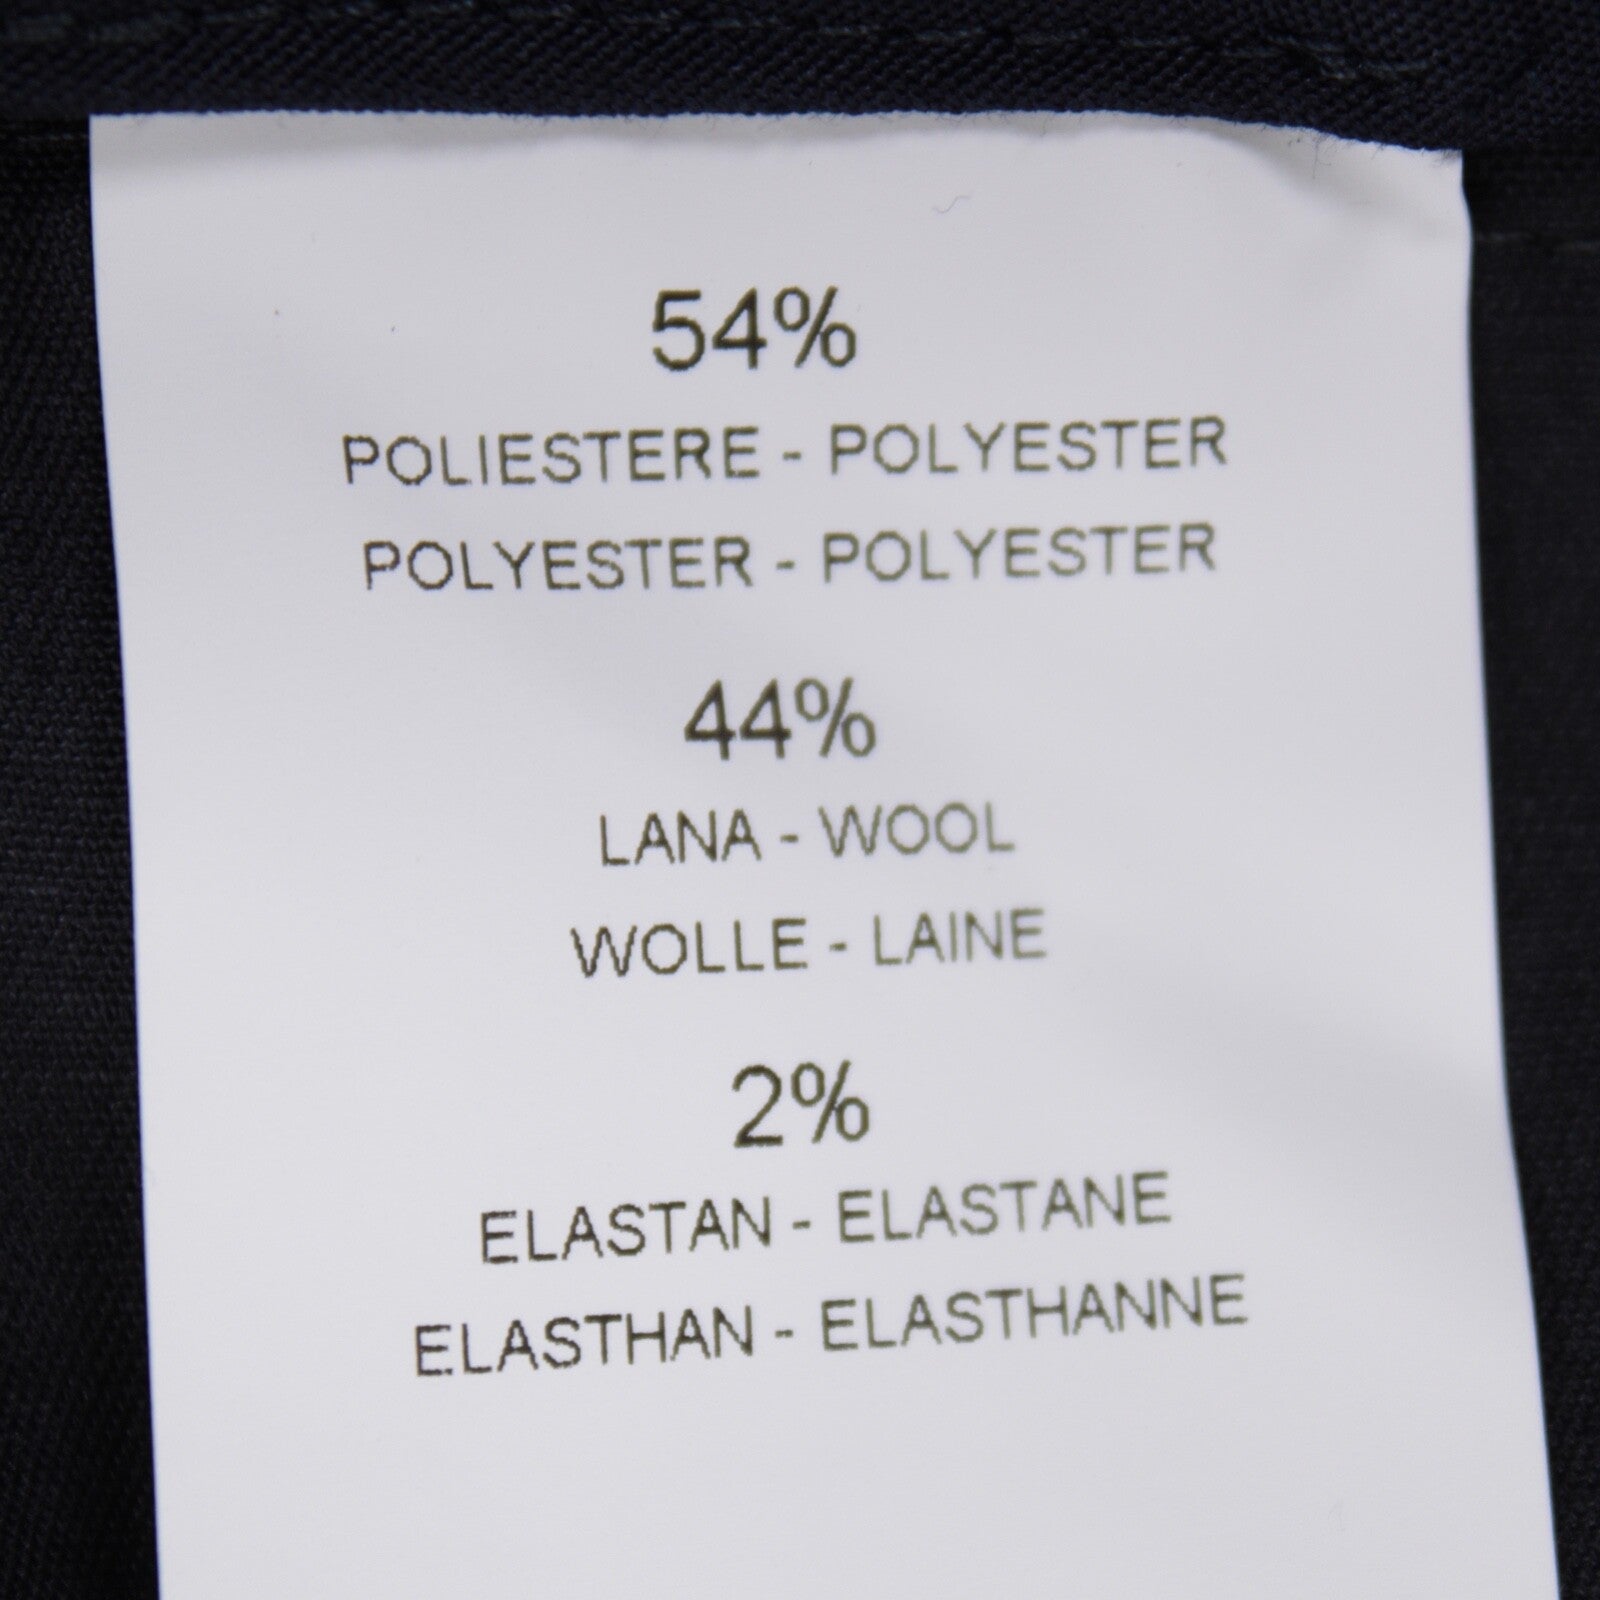 54%
POLIESTERE - POLYESTER
POLYESTER - POLYESTER
44%
LANA - WOOL
WOLLE - LAINE
2%
ELASTAN - ELASTANE
ELASTHAN - ELASTHANNE